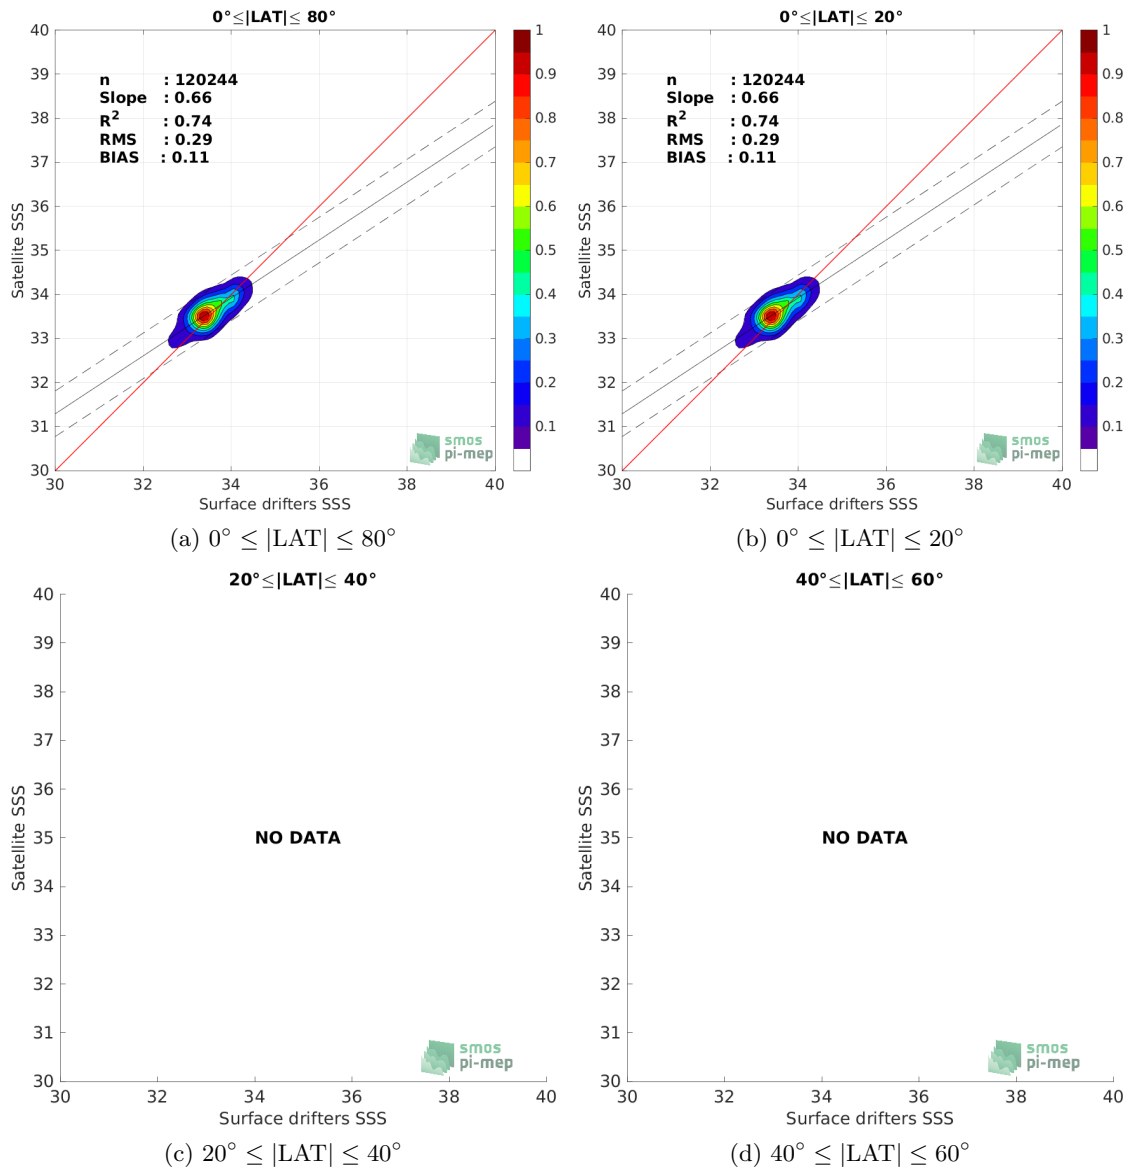 0°≤|LAT|≤ 80°
40
39
38
37
36
35
34
33
32
31
30
Satellite SSS
n : 120244
Slope : 0.66
R² : 0.74
RMS : 0.29
BIAS : 0.11
smos
pi-mep
30 32 34 36 38 40
Surface drifters SSS
1
0.9
0.8
0.7
0.6
0.5
0.4
0.3
0.2
0.1
(a) 0° ≤ |LAT| ≤ 80°
0°≤|LAT|≤ 20°
40
39
38
37
36
35
34
33
32
31
30
Satellite SSS
n : 120244
Slope : 0.66
R² : 0.74
RMS : 0.29
BIAS : 0.11
smos
pi-mep
30 32 34 36 38 40
Surface drifters SSS
1
0.9
0.8
0.7
0.6
0.5
0.4
0.3
0.2
0.1
(b) 0° ≤ |LAT| ≤ 20°
20°≤|LAT|≤ 40°
40
39
38
37
36
35
34
33
32
31
30
Satellite SSS
NO DATA
smos
pi-mep
30 32 34 36 38 40
Surface drifters SSS
(c) 20° ≤ |LAT| ≤ 40°
40°≤|LAT|≤ 60°
40
39
38
37
36
35
34
33
32
31
30
Satellite SSS
NO DATA
smos
pi-mep
30 32 34 36 38 40
Surface drifters SSS
(d) 40° ≤ |LAT| ≤ 60°